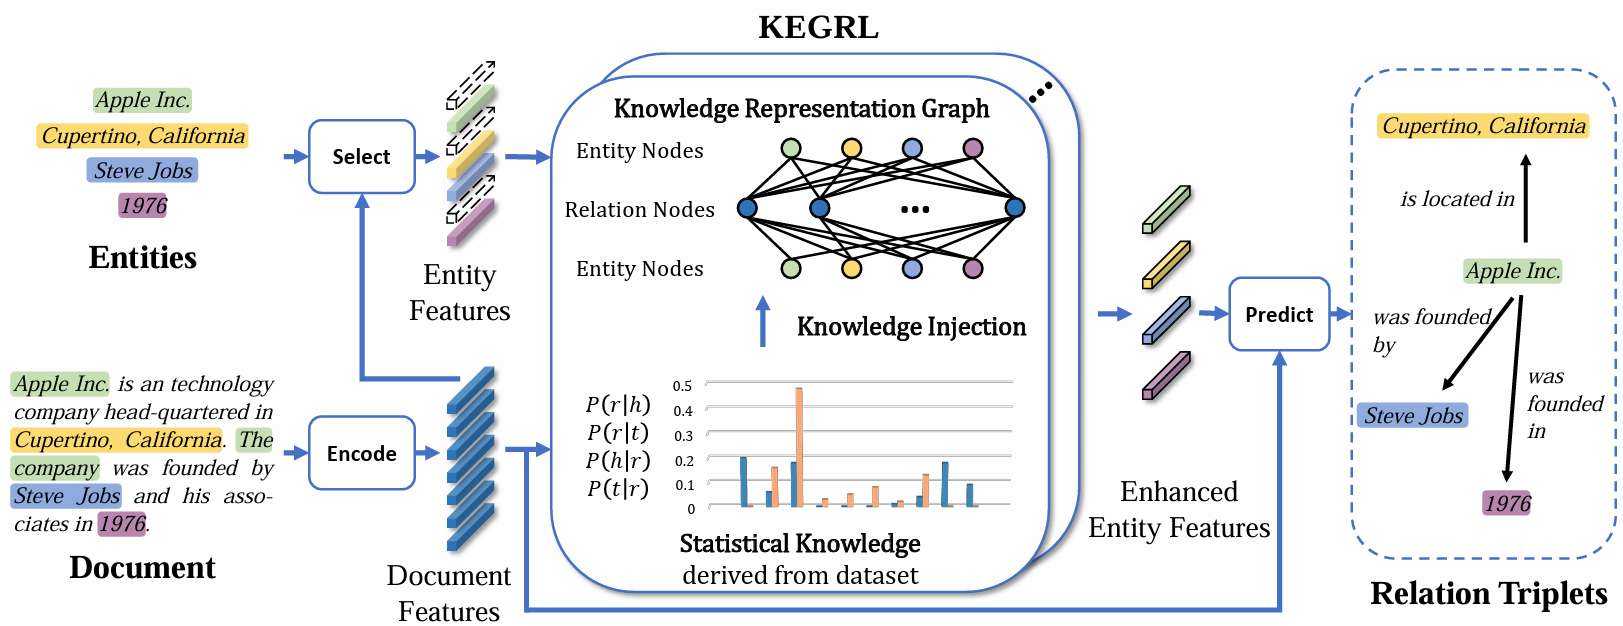 KEGRL
Apple Inc.
Cupertino, California
Steve Jobs
1976
Entities
Select
Entity
Features
Apple Inc. is an technology
company head-quartered in
Cupertino, California. The
company was founded by
Steve Jobs and his asso-
ciates in 1976.
Document
Encode
Document
Features
Knowledge Representation Graph
Entity Nodes
Relation Nodes
...
Entity Nodes
Knowledge Injection
P(r|h)
P(r|t)
P(h|r)
P(t|r)
0.5
0.4
0.3
0.2
0.1
0
Statistical Knowledge
derived from dataset
...
Enhanced
Entity Features
Predict
Cupertino, California
is located in
Apple Inc.
was founded
by
Steve Jobs
was
founded
in
1976
Relation Triplets